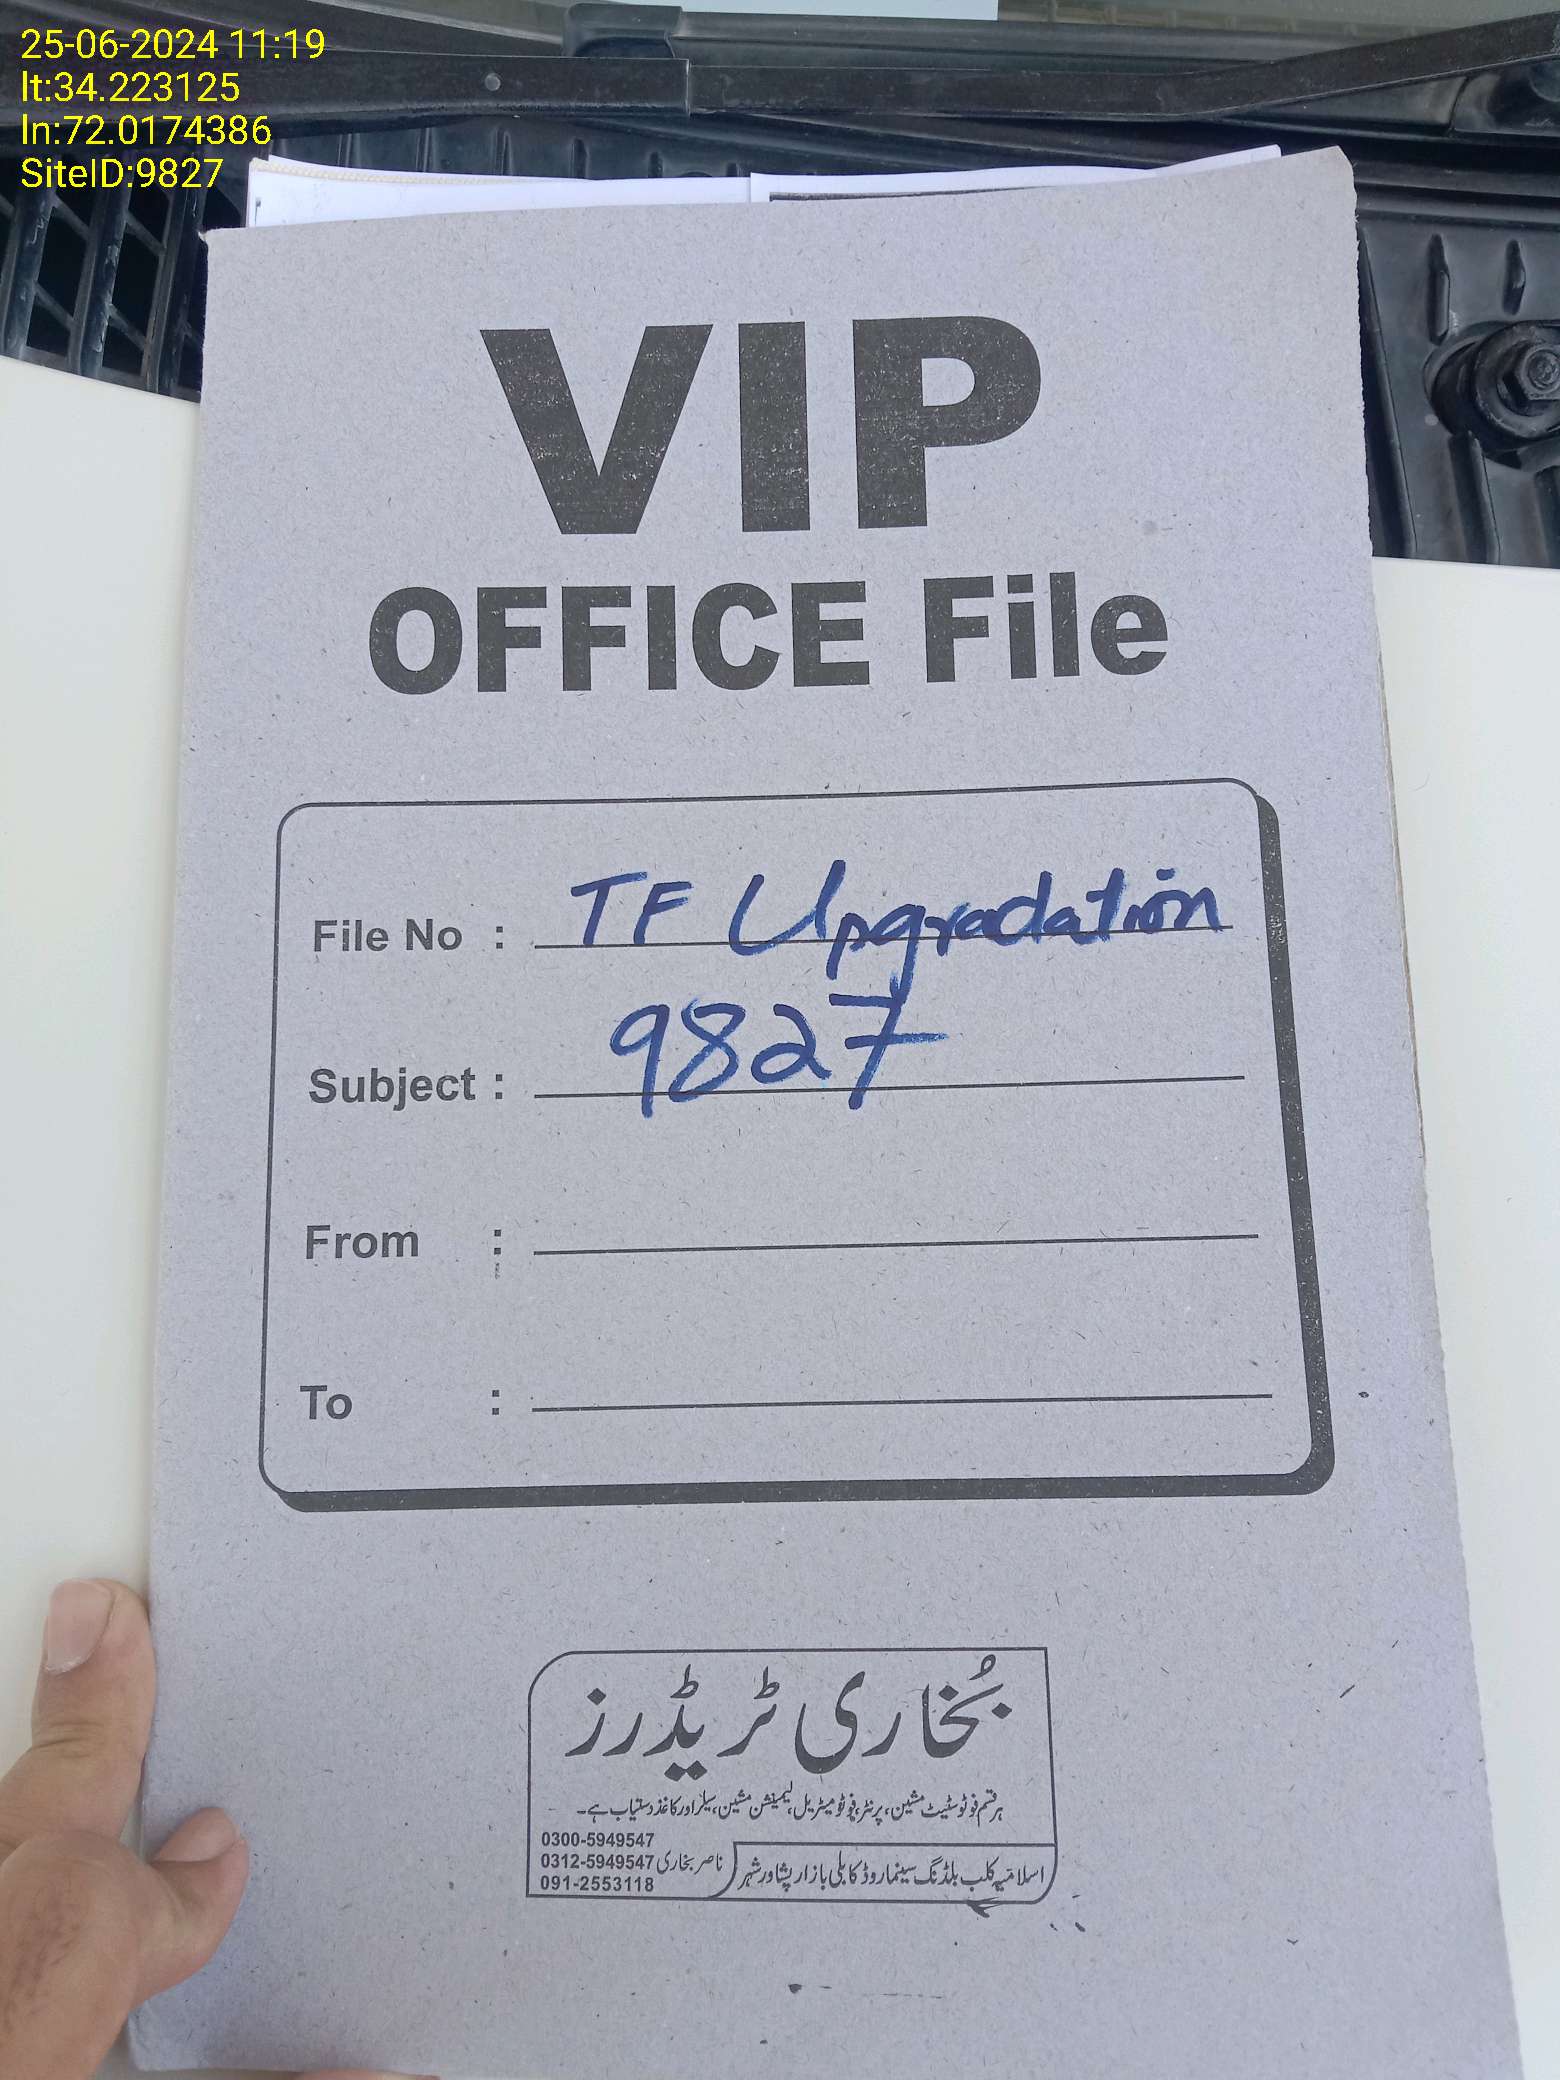 25-06-2024 11:19
lt:34.223125
ln:72.0174386
SiteID:9827
VIP
OFFICE File
File No : TF Upgradation
Subject : 9827
From :
To :
بُخاری ٹریڈرز
ہر قسم فوٹوسٹیٹ مشین، پرنٹر، فوٹو میٹریل، لیمینشن مشین، سپلر اور کاغذ دستیاب ہے۔
0300-5949547
0312-5949547 ناصر بخاری
091-2553118
اسلامیہ کلب بلڈنگ سینما روڈ کابلی بازار پشاور شہر